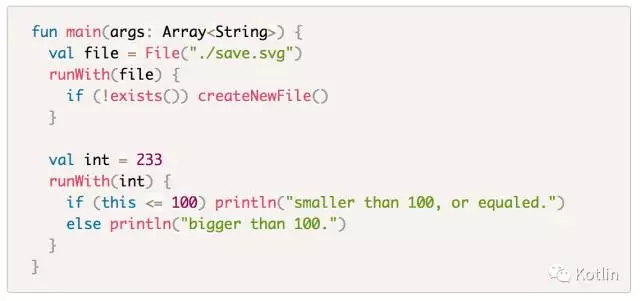 fun main(args: Array<String>) {
  val file = File("./save.svg")
  runWith(file) {
    if (!exists()) createNewFile()
  }

  val int = 233
  runWith(int) {
    if (this <= 100) println("smaller than 100, or equaled.")
    else println("bigger than 100.")
  }
}
Kotlin